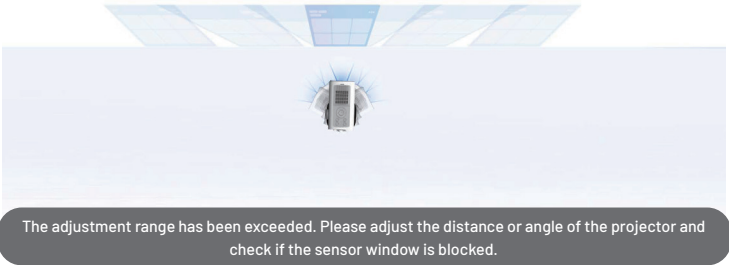 The adjustment range has been exceeded. Please adjust the distance or angle of the projector and
check if the sensor window is blocked.